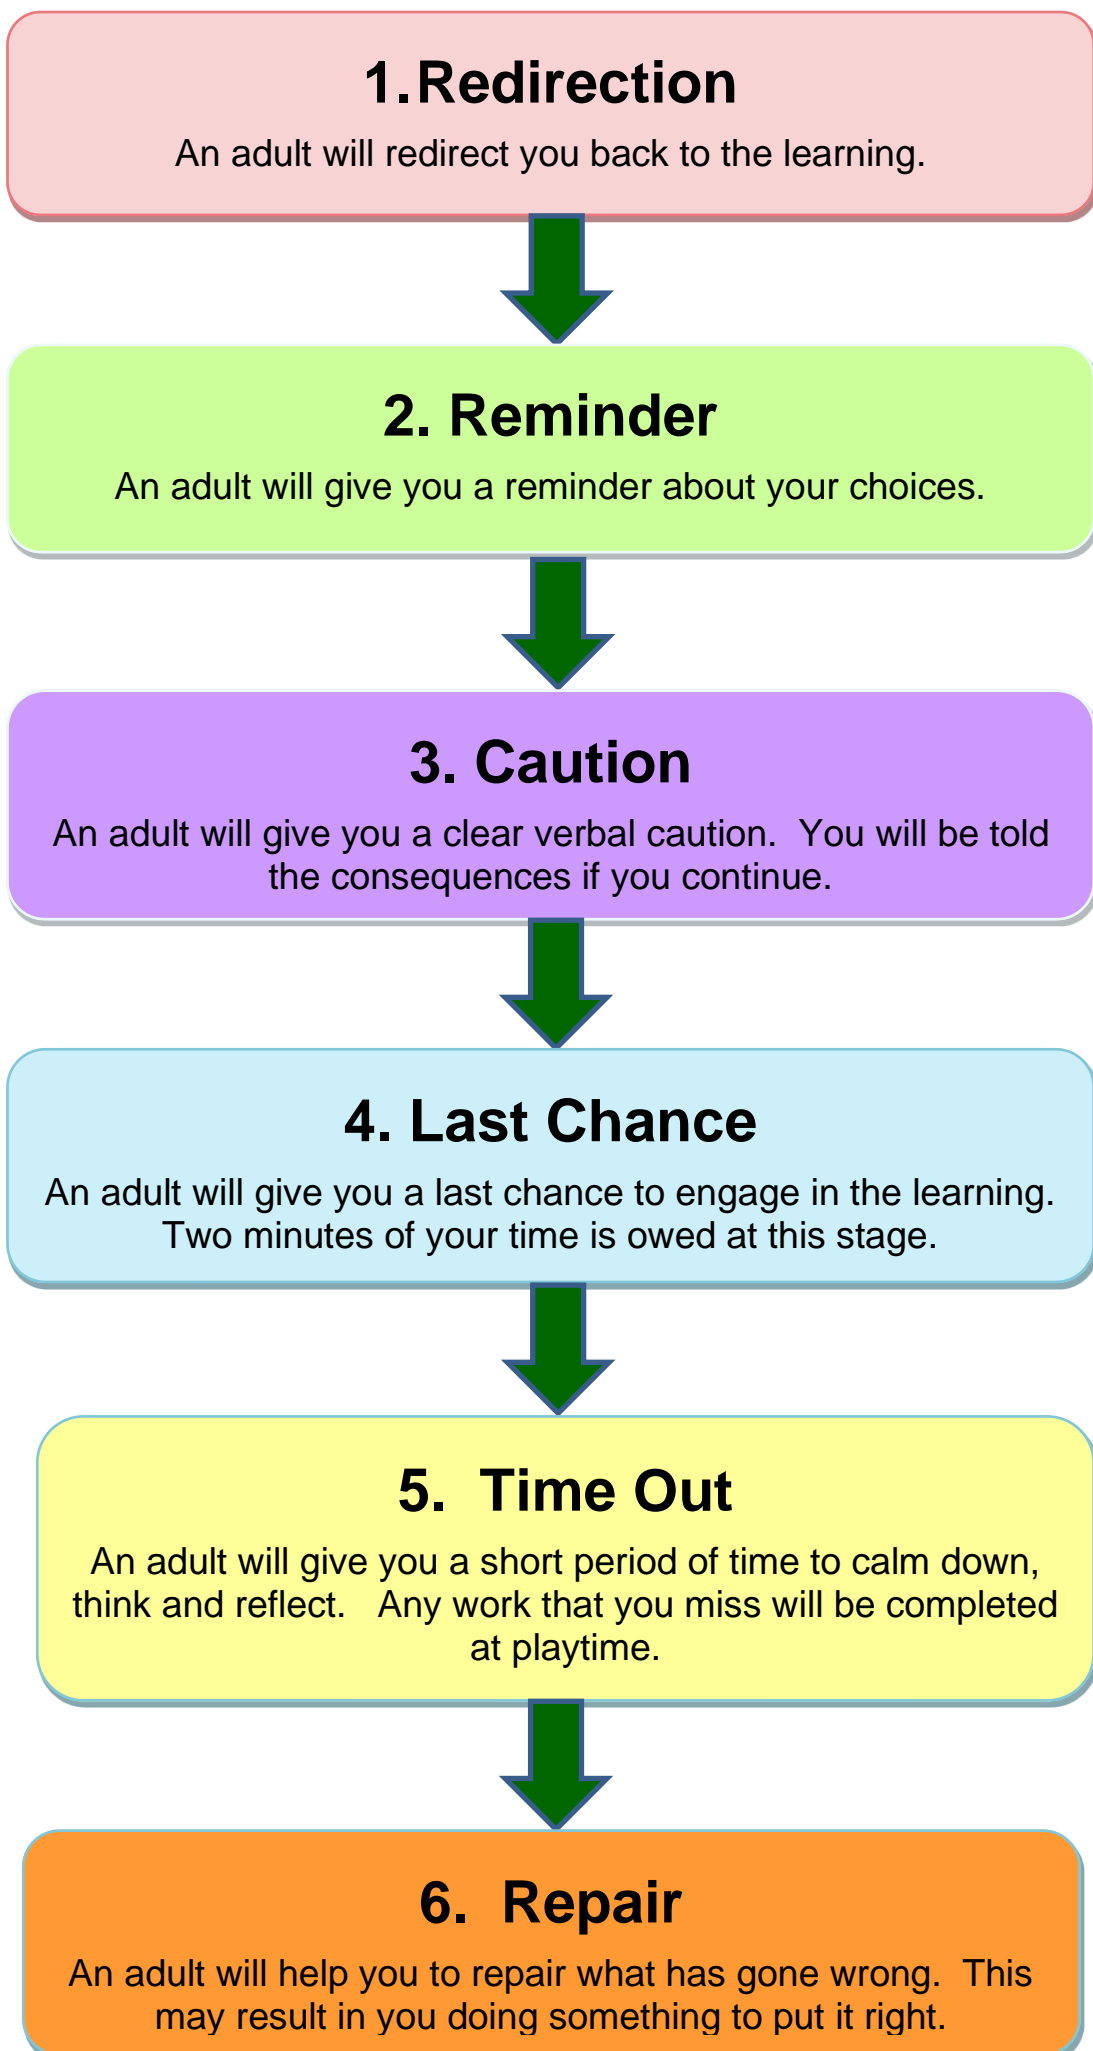 1. Redirection
An adult will redirect you back to the learning.
2. Reminder
An adult will give you a reminder about your choices.
3. Caution
An adult will give you a clear verbal caution.  You will be told
the consequences if you continue.
4. Last Chance
An adult will give you a last chance to engage in the learning.
Two minutes of your time is owed at this stage.
5.  Time Out
An adult will give you a short period of time to calm down,
think and reflect.   Any work that you miss will be completed
at playtime.
6.  Repair
An adult will help you to repair what has gone wrong.  This
may result in you doing something to put it right.